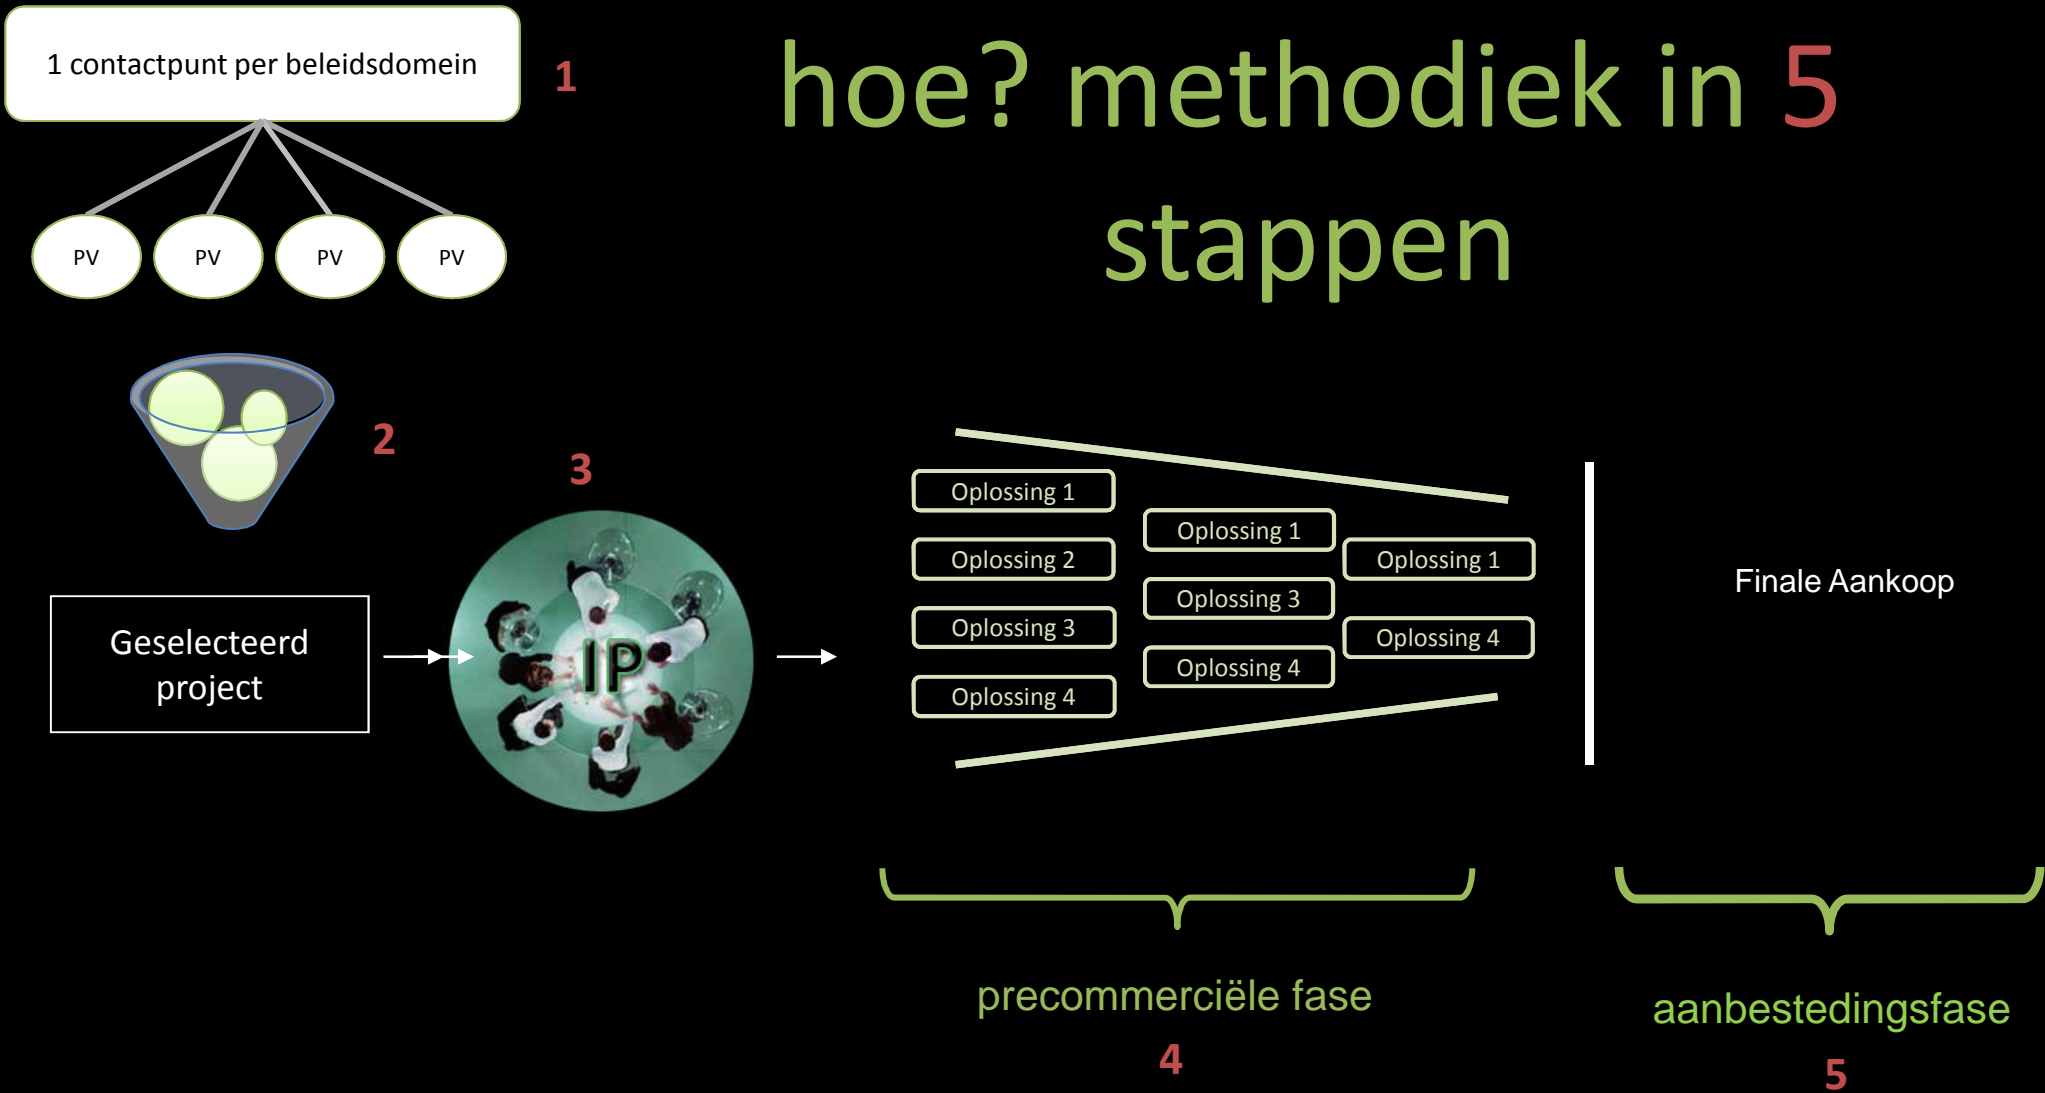 1 contactpunt per beleidsdomein
1
hoe? methodiek in 5
stappen
PV
PV
PV
PV
2
3
Geselecteerd
project
IP
Oplossing 1
Oplossing 2
Oplossing 3
Oplossing 4
Oplossing 1
Oplossing 3
Oplossing 4
Oplossing 1
Oplossing 4
Finale Aankoop
precommerciële fase
4
aanbestedingsfase
5